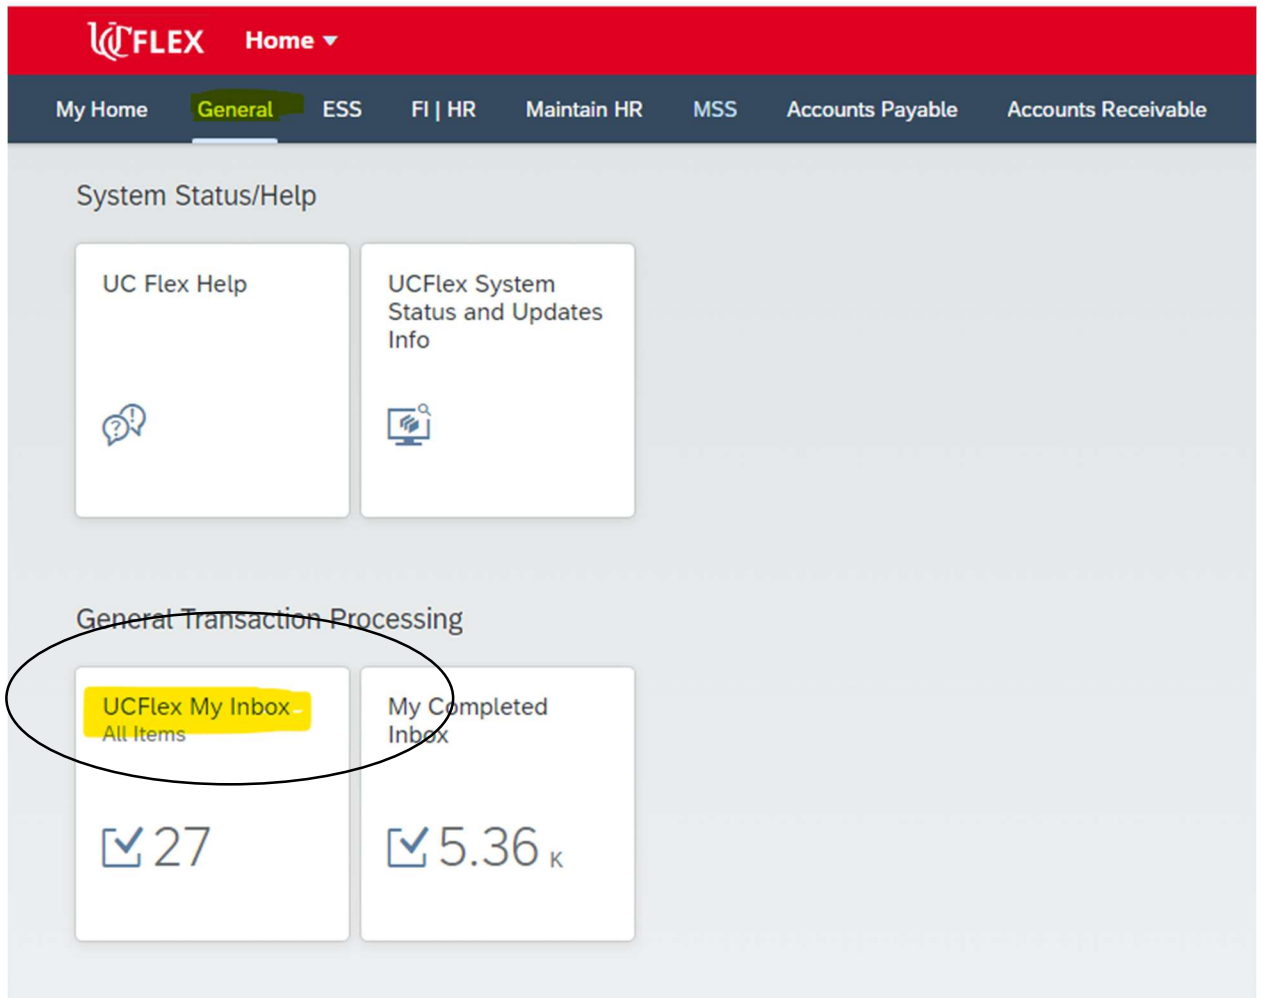 UCFLEX Home
My Home General ESS FI | HR Maintain HR MSS Accounts Payable Accounts Receivable
System Status/Help
UC Flex Help
UCFlex System
Status and Updates
Info
General Transaction Processing
UCFlex My Inbox
All Items
27
My Completed
Inbox
5.36 K